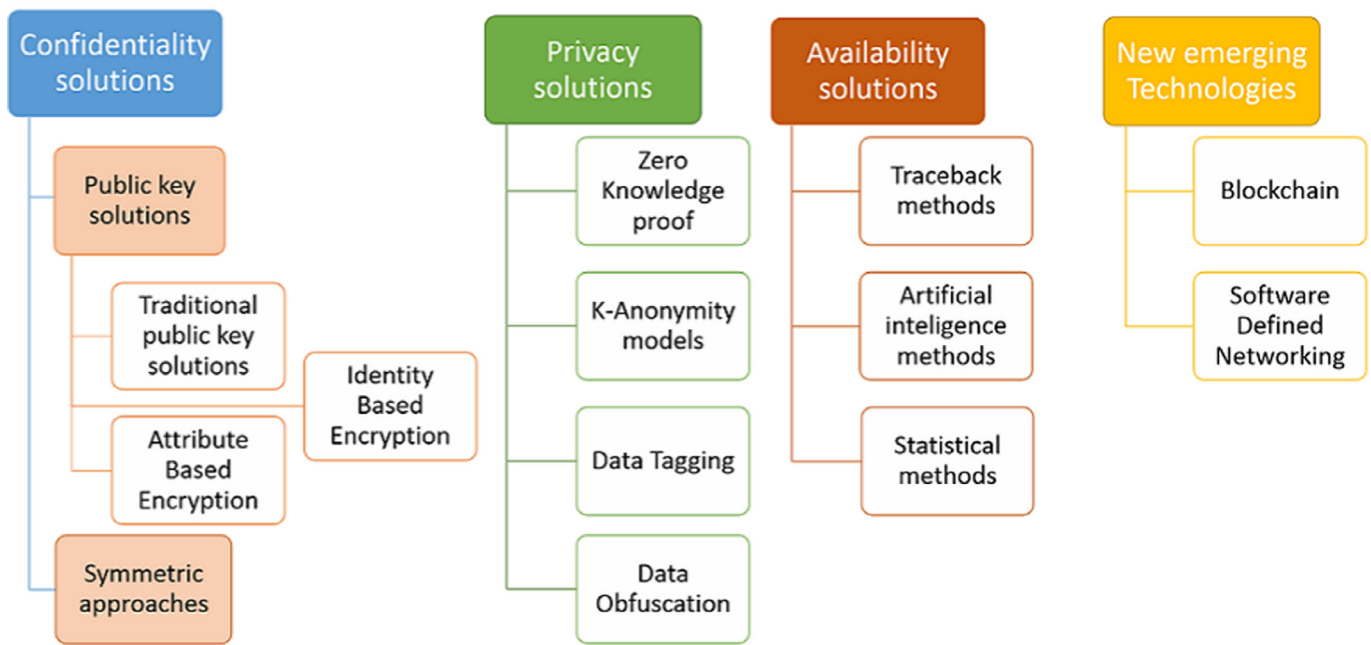 Confidentiality
solutions
Public key
solutions
Traditional
public key
solutions
Identity
Based
Encryption
Attribute
Based
Encryption
Symmetric
approaches
Privacy
solutions
Zero
Knowledge
proof
K-Anonymity
models
Data Tagging
Data
Obfuscation
Availability
solutions
Traceback
methods
Artificial
inteligence
methods
Statistical
methods
New emerging
Technologies
Blockchain
Software
Defined
Networking